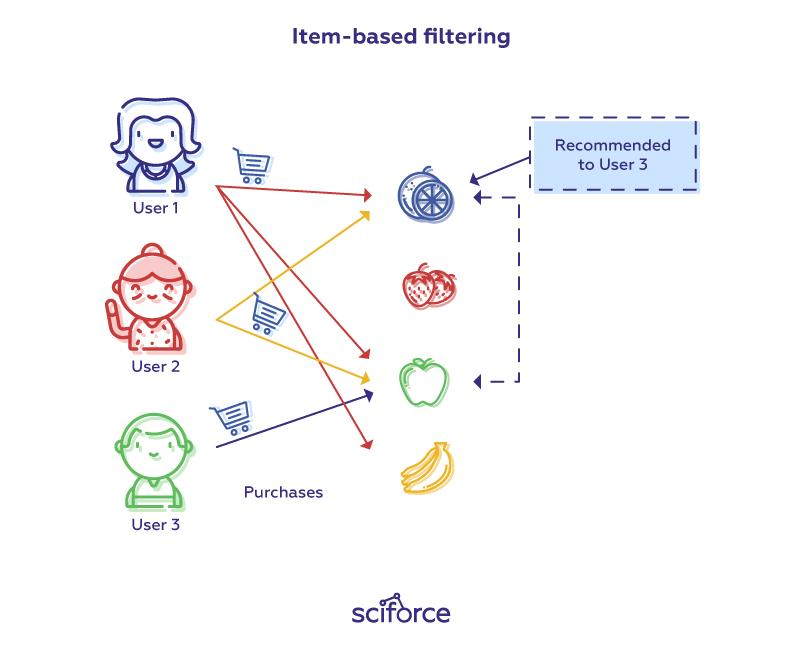 Item-based filtering
User 1
Recommended
to User 3
User 2
User 3
Purchases
sciforce